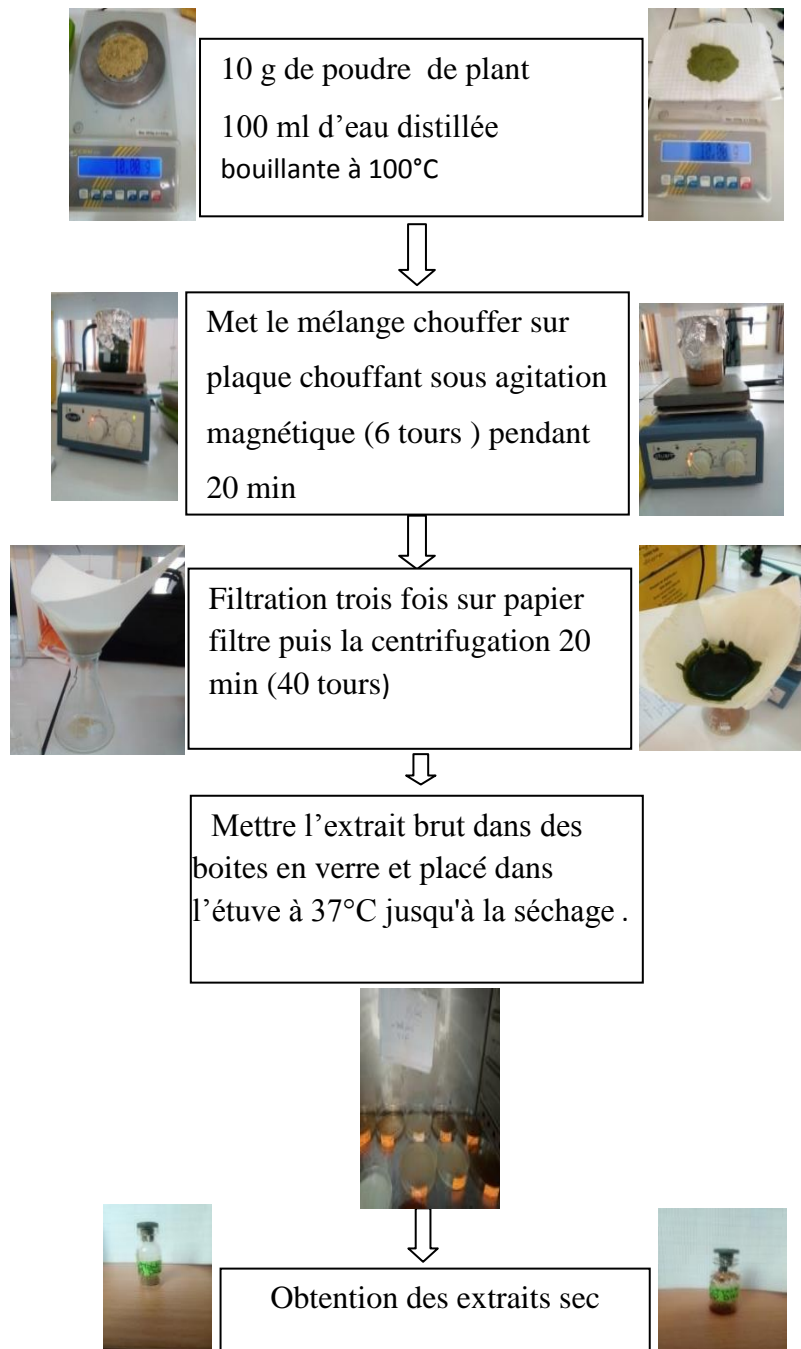 10 g de poudre de plant
100 ml d’eau distillée
bouillante à 100°C
Met le mélange chouffer sur
plaque chouffant sous agitation
magnétique (6 tours ) pendant
20 min
Filtration trois fois sur papier
filtre puis la centrifugation 20
min (40 tours)
Mettre l’extrait brut dans des
boites en verre et placé dans
l’étuve à 37°C jusqu'à la séchage .
Obtention des extraits sec